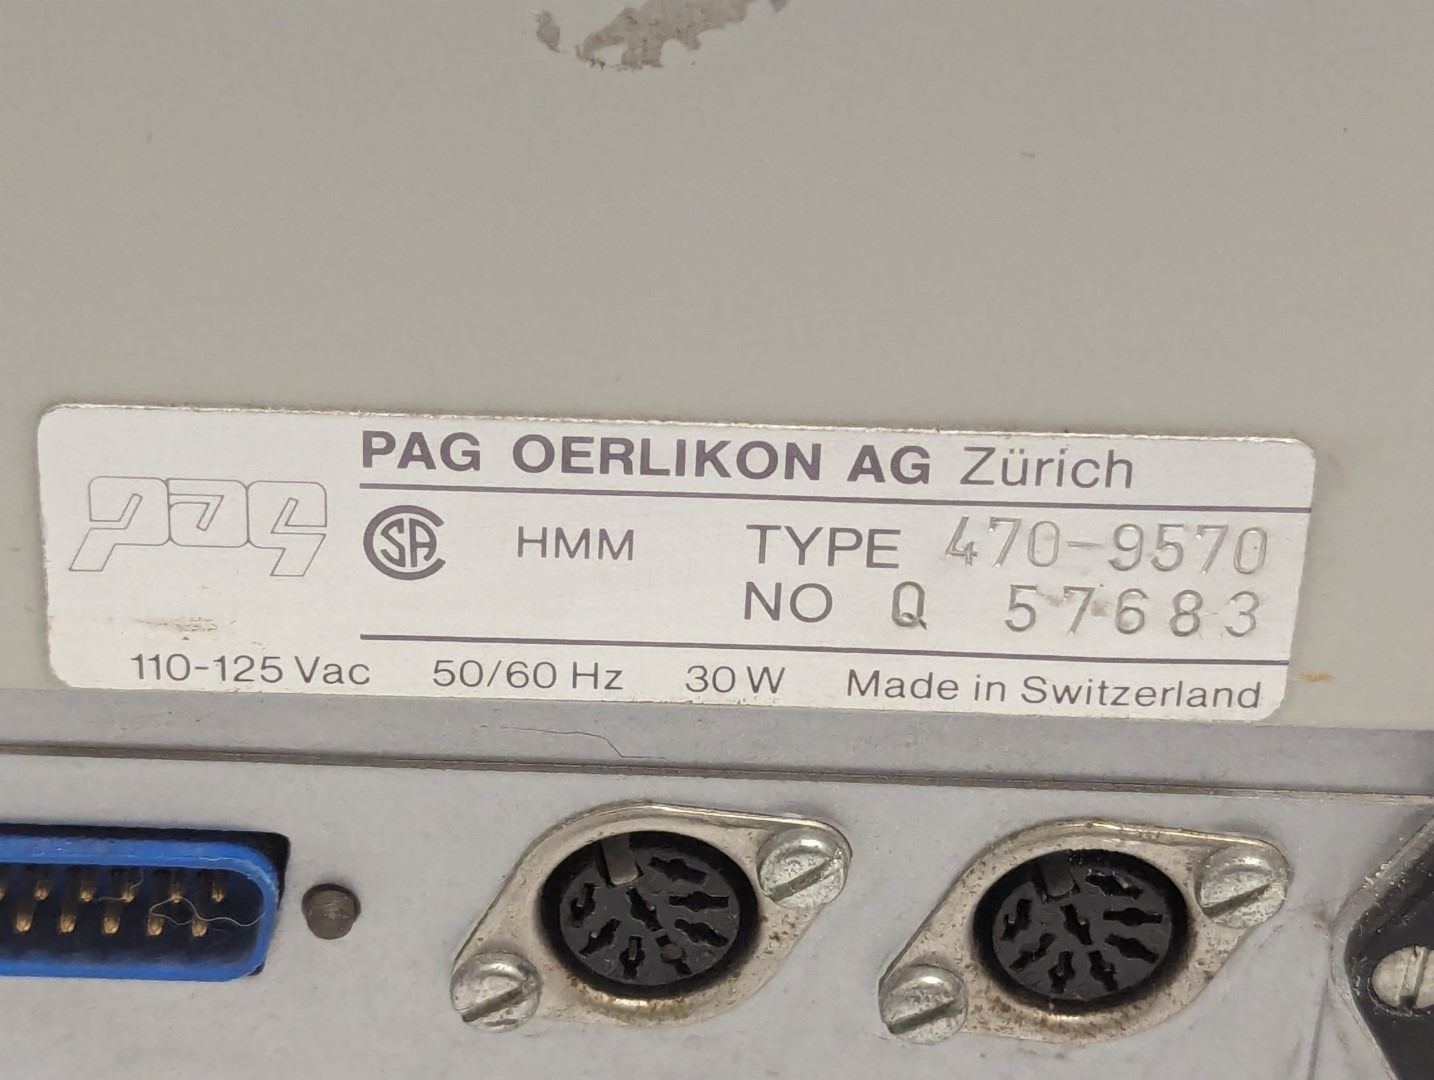 PAG OERLIKON AG Zürich
pag
SA HMM TYPE 470-9570
NO Q 57683
110-125 Vac 50/60 Hz 30 W Made in Switzerland